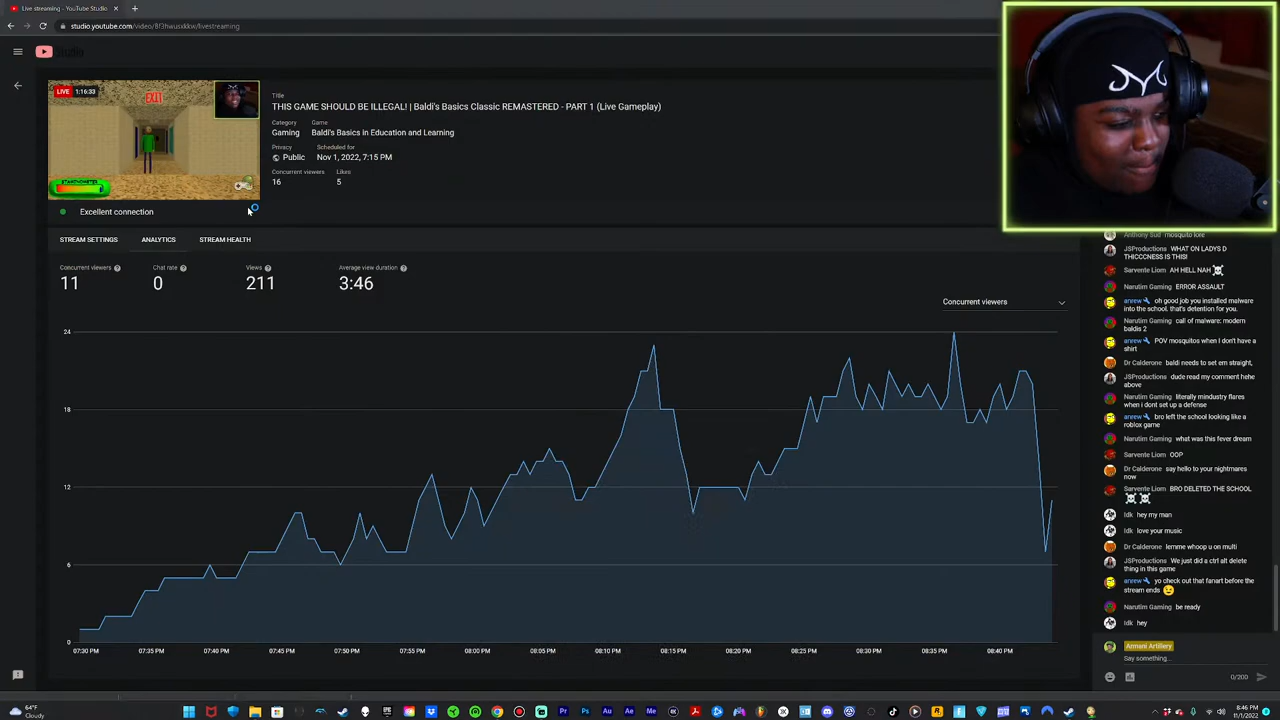 Live streaming - YouTube Studio
studio.youtube.com/video/Bf3hwusxkkw/livestreaming
Studio
LIVE 1:16:33
EXIT
Title
THIS GAME SHOULD BE ILLEGAL! | Baldi's Basics Classic REMASTERED - PART 1 (Live Gameplay)
Category
Game
Gaming
Baldi's Basics in Education and Learning
Privacy
Scheduled for
Public
Nov 1, 2022, 7:15 PM
Concurrent viewers
Likes
16
5
Excellent connection
STREAM SETTINGS
ANALYTICS
STREAM HEALTH
Concurrent viewers
11
Chat rate
0
Views
211
Average view duration
3:46
Concurrent viewers
24
18
12
6
0
07:30 PM 07:35 PM 07:40 PM 07:45 PM 07:50 PM 07:55 PM 08:00 PM 08:05 PM 08:10 PM 08:15 PM 08:20 PM 08:25 PM 08:30 PM 08:35 PM 08:40 PM
Anthony Sud mosquito lore
JSProductions WHAT ON LADYS D
THICCCNESS IS THIS!
Sarvente Liom AH HELL NAH ☠
Narutim Gaming ERROR ASSAULT
anrew oh good job you installed malware
into the school. that's detention for you.
Narutim Gaming call of malware: modern
baldis 2
anrew POV mosquitos when I don't have a
shirt
Dr Calderone baldi needs to set em straight,
JSProductions dude read my comment hehe
above
Narutim Gaming literally mindustry flares
when i dont set up a defense
anrew bro left the school looking like a
roblox game
Narutim Gaming what was this fever dream
Sarvente Liom OOP
Dr Calderone say hello to your nightmares
now
Sarvente Liom BRO DELETED THE SCHOOL
☠ ☠
Idk hey my man
Idk love your music
Dr Calderone lemme whoop u on multi
JSProductions We just did a ctrl alt delete
thing in this game
anrew yo check out that fanart before the
stream ends 😉
Narutim Gaming be ready
Idk hey
Armani Artillery
Say something...
0/200
64°F
Cloudy
8:46 PM
11/1/2022